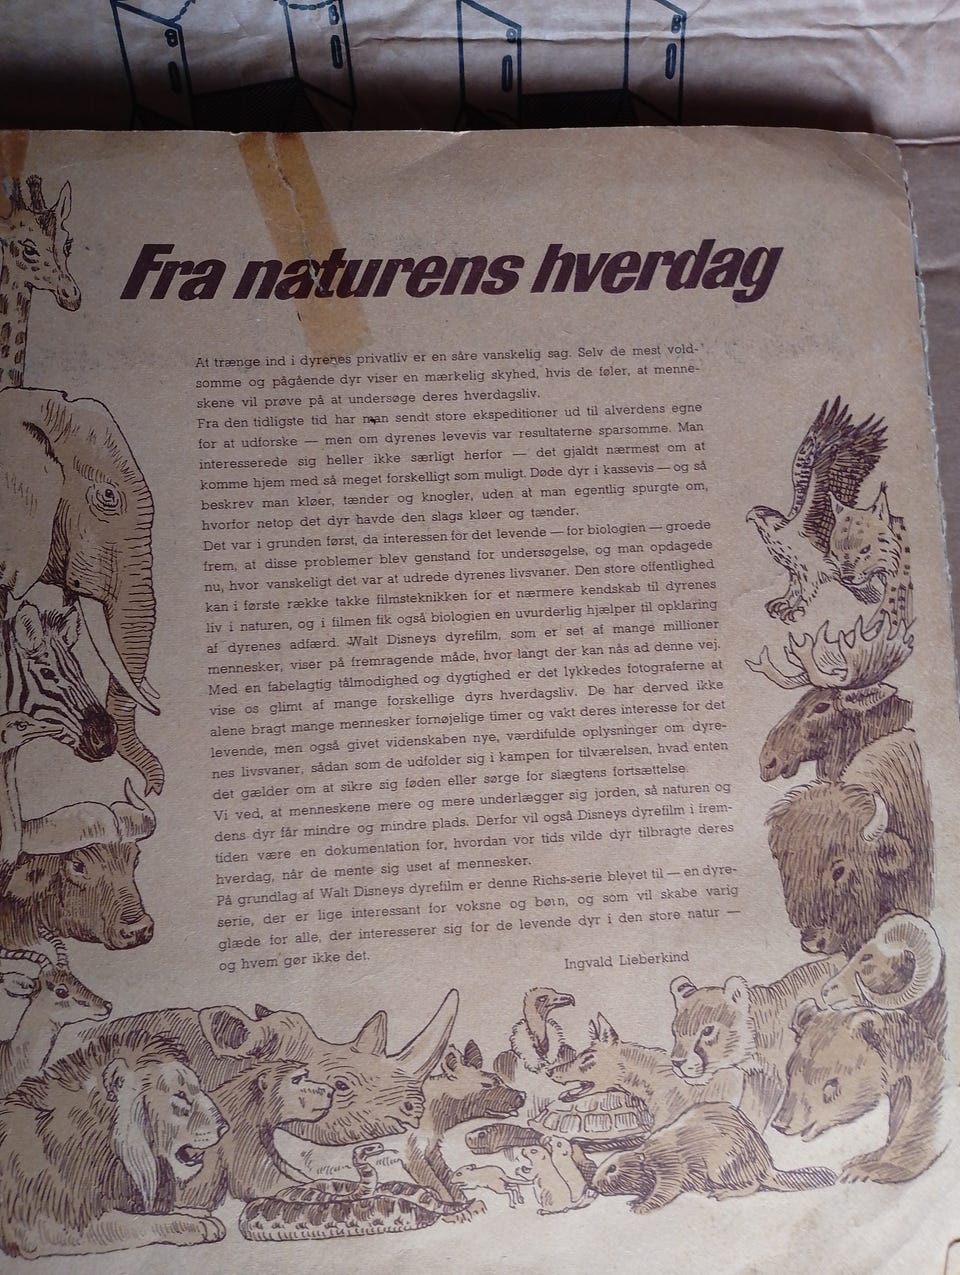 Fra naturens hverdag
At trænge ind i dyrenes privatliv er en såre vanskelig sag. Selv de mest vold-
somme og pågående dyr viser en mærkelig skyhed, hvis de føler, at menne-
skene vil prøve på at undersøge deres hverdagsliv.
Fra den tidligste tid har man sendt store ekspeditioner ud til alverdens egne
for at udforske — men om dyrenes levevis var resultaterne sparsomme. Man
interesserede sig heller ikke særligt herfor — det gjaldt nærmest om at
komme hjem med så meget forskelligt som muligt. Døde dyr i kassevis — og så
beskrev man kløer, tænder og knogler, uden at man egentlig spurgte om,
hvorfor netop det dyr havde den slags kløer og tænder.
Det var i grunden først, da interessen for det levende — for biologien — groede
frem, at disse problemer blev genstand for undersøgelse, og man opdagede
nu, hvor vanskeligt det var at udrede dyrenes livsvaner. Den store offentlighed
kan i første række takke filmsteknikken for et nærmere kendskab til dyrenes
liv i naturen, og i filmen fik også biologien en uvurderlig hjælper til opklaring
af dyrenes adfærd. Walt Disneys dyrefilm, som er set af mange millioner
mennesker, viser på fremragende måde, hvor langt der kan nås ad denne vej.
Med en fabelagtig tålmodighed og dygtighed er det lykkedes fotograferne at
vise os glimt af mange forskellige dyrs hverdagsliv. De har derved ikke
alene bragt mange mennesker fornøjelige timer og vakt deres interesse for det
levende, men også givet videnskaben nye, værdifulde oplysninger om dyre-
nes livsvaner, sådan som de udfolder sig i kampen for tilværelsen, hvad enten
det gælder om at sikre sig føden eller sørge for slægtens fortsættelse.
Vi ved, at menneskene mere og mere underlægger sig jorden, så naturen og
dens dyr får mindre og mindre plads. Derfor vil også Disneys dyrefilm i frem-
tiden være en dokumentation for, hvordan vor tids vilde dyr tilbragte deres
hverdag, når de mente sig uset af mennesker.
På grundlag af Walt Disneys dyrefilm er denne Richs-serie blevet til — en dyre-
serie, der er lige interessant for voksne og børn, og som vil skabe varig
glæde for alle, der interesserer sig for de levende dyr i den store natur —
og hvem gør ikke det.
Ingvald Lieberkind